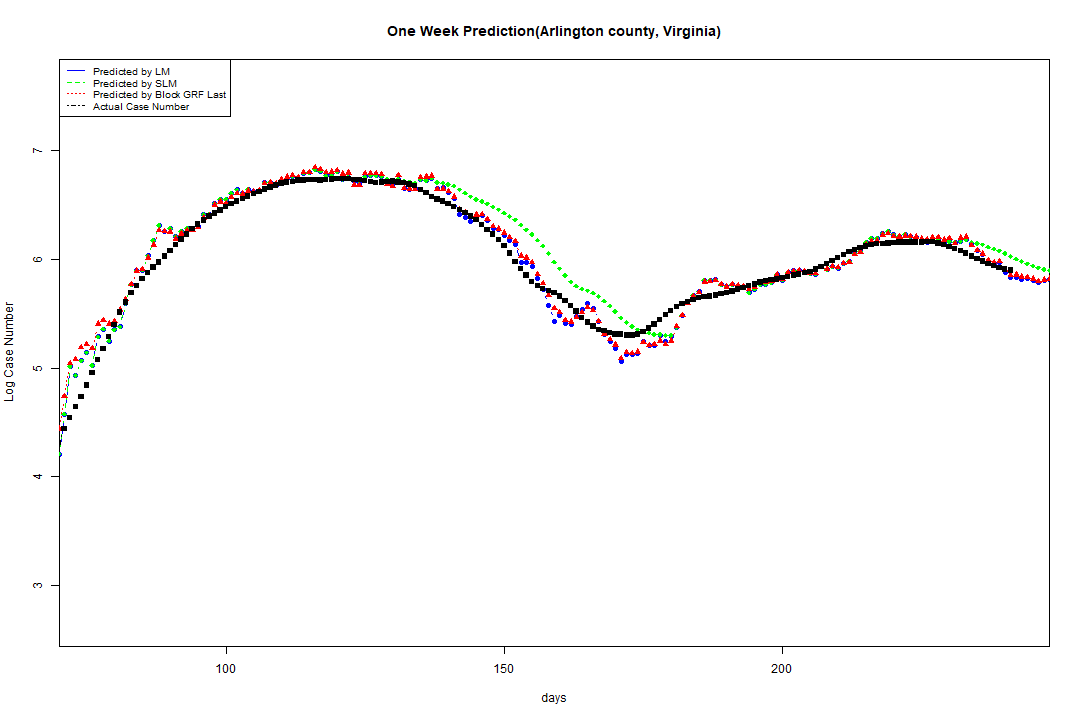 One Week Prediction(Arlington county, Virginia)
Predicted by LM
Predicted by SLM
Predicted by Block GRF Last
Actual Case Number
Log Case Number
7
6
5
4
3
100
150
200
days